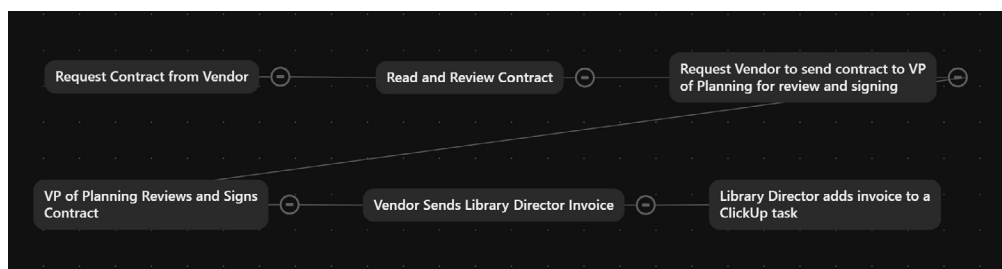 Request Contract from Vendor
Read and Review Contract
Request Vendor to send contract to VP
of Planning for review and signing
VP of Planning Reviews and Signs
Contract
Vendor Sends Library Director Invoice
Library Director adds invoice to a
ClickUp task